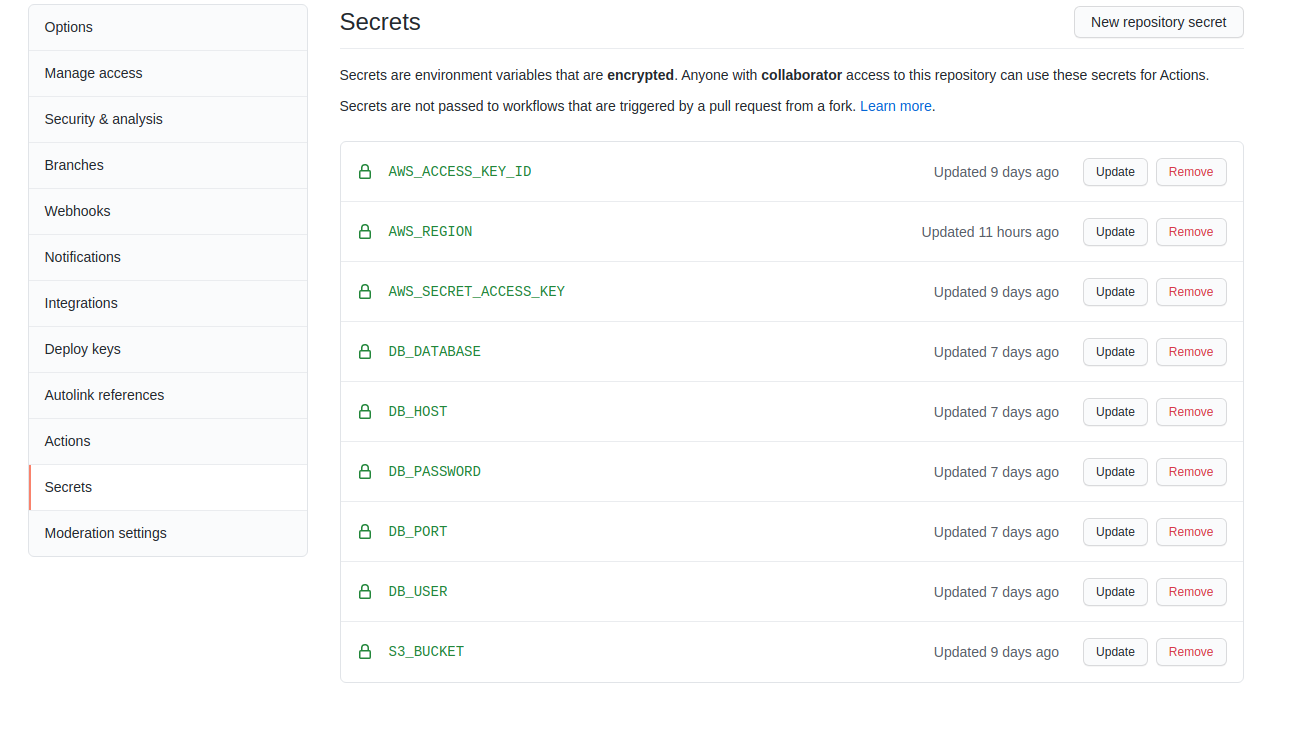 Options
Manage access
Security & analysis
Branches
Webhooks
Notifications
Integrations
Deploy keys
Autolink references
Actions
Secrets
Moderation settings
Secrets
New repository secret
Secrets are environment variables that are encrypted. Anyone with collaborator access to this repository can use these secrets for Actions.
Secrets are not passed to workflows that are triggered by a pull request from a fork. Learn more.
AWS_ACCESS_KEY_ID Updated 9 days ago Update Remove
AWS_REGION Updated 11 hours ago Update Remove
AWS_SECRET_ACCESS_KEY Updated 9 days ago Update Remove
DB_DATABASE Updated 7 days ago Update Remove
DB_HOST Updated 7 days ago Update Remove
DB_PASSWORD Updated 7 days ago Update Remove
DB_PORT Updated 7 days ago Update Remove
DB_USER Updated 7 days ago Update Remove
S3_BUCKET Updated 9 days ago Update Remove